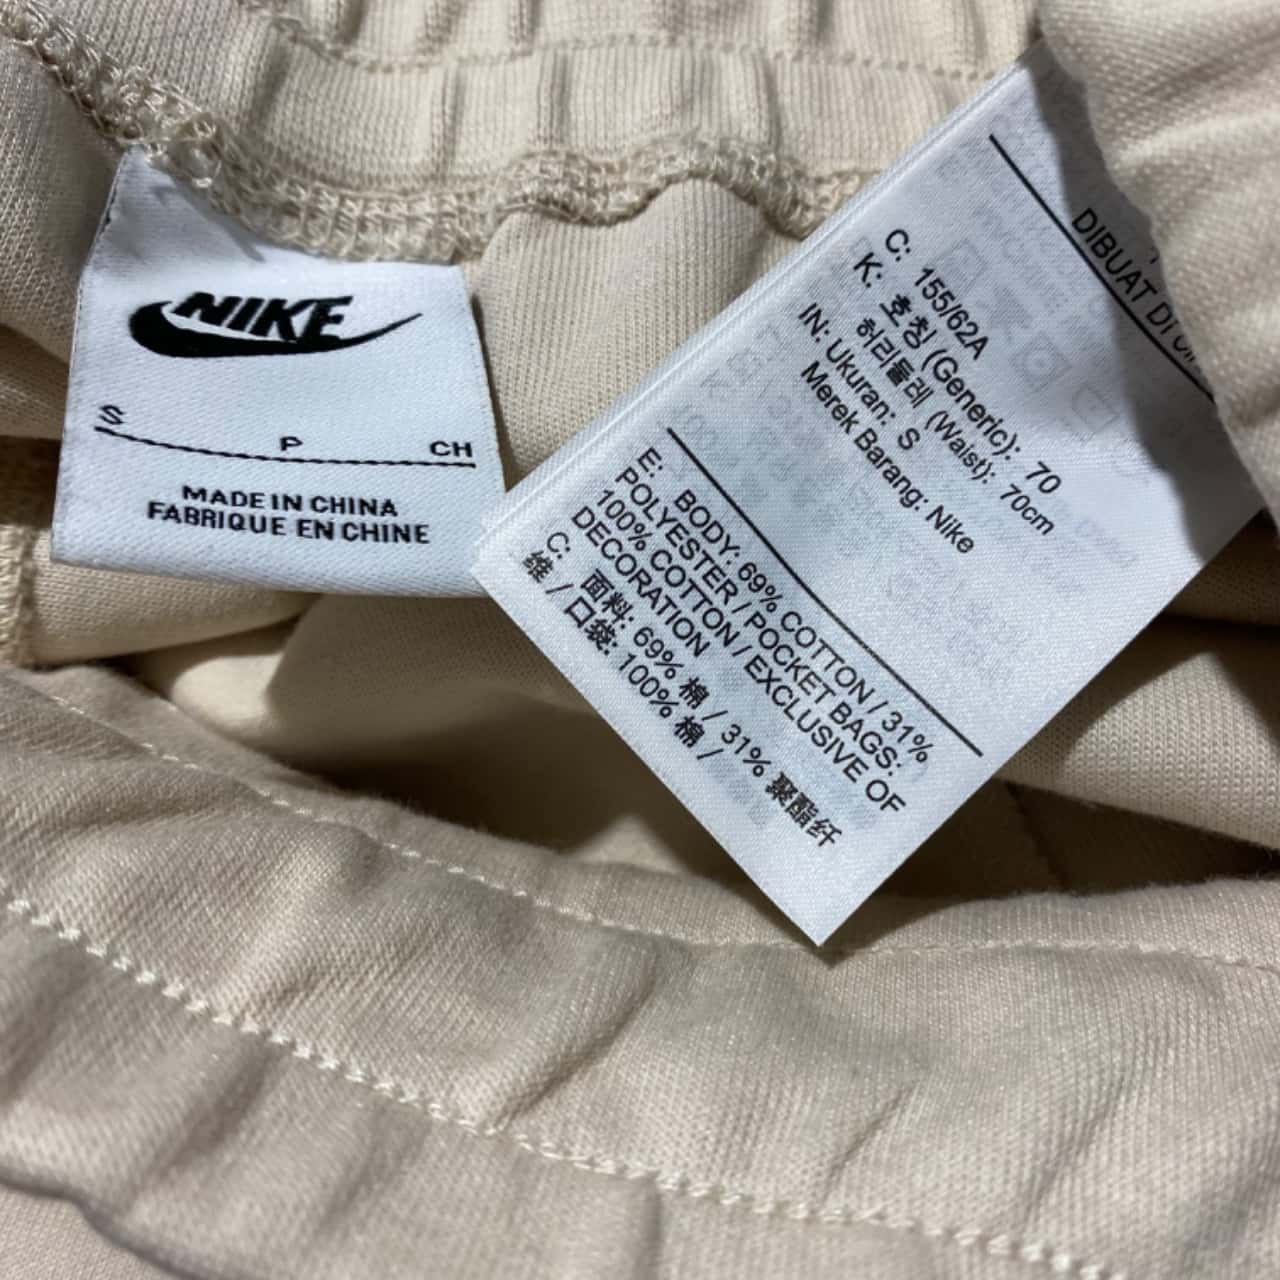 NIKE
S P CH
MADE IN CHINA
FABRIQUE EN CHINE
DIBUAT DI
C: 155/62A
K: 호칭 (Generic): 70
허리둘레 (Waist): 70cm
IN: Ukuran: S
Merek Barang: Nike
E: BODY: 69% COTTON / 31%
POLYESTER / POCKET BAGS:
100% COTTON / EXCLUSIVE OF
DECORATION
C: 面料: 69% 棉 / 31% 聚酯纤
维 / 口袋: 100% 棉 /